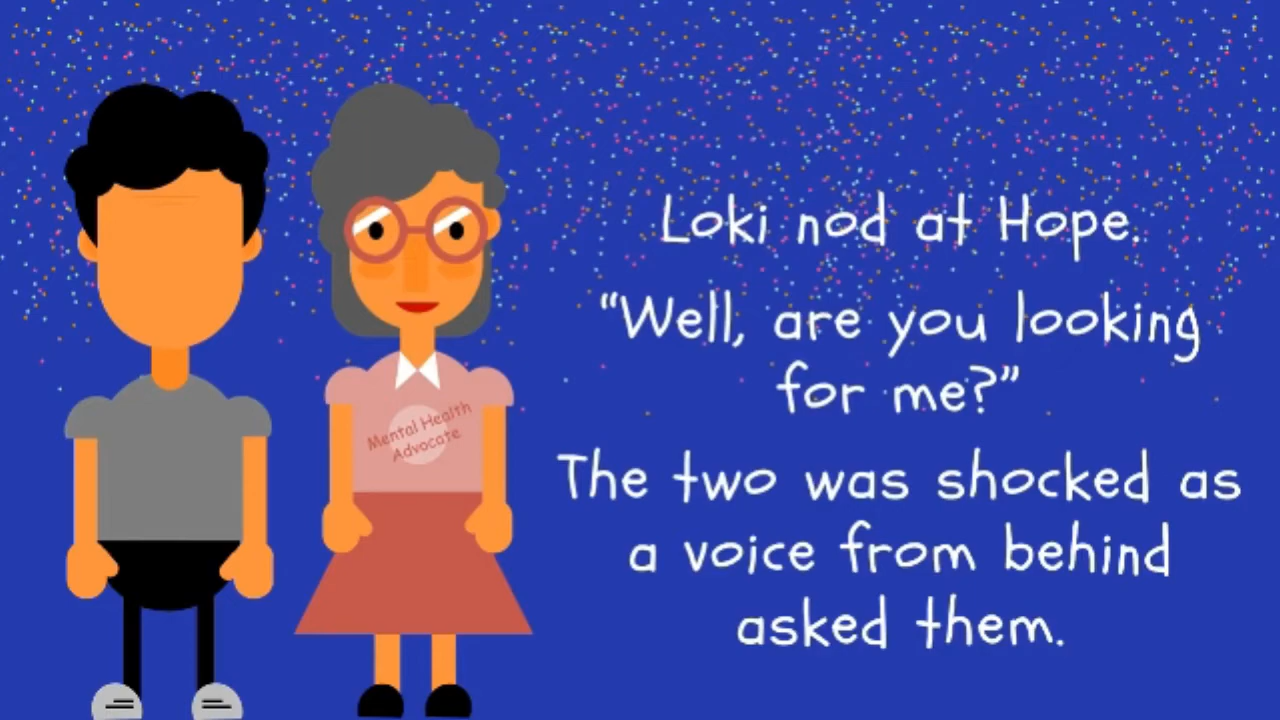 Mental Health
Advocate
Loki nod at Hope.
“Well, are you looking
for me?”
The two was shocked as
a voice from behind
asked them.